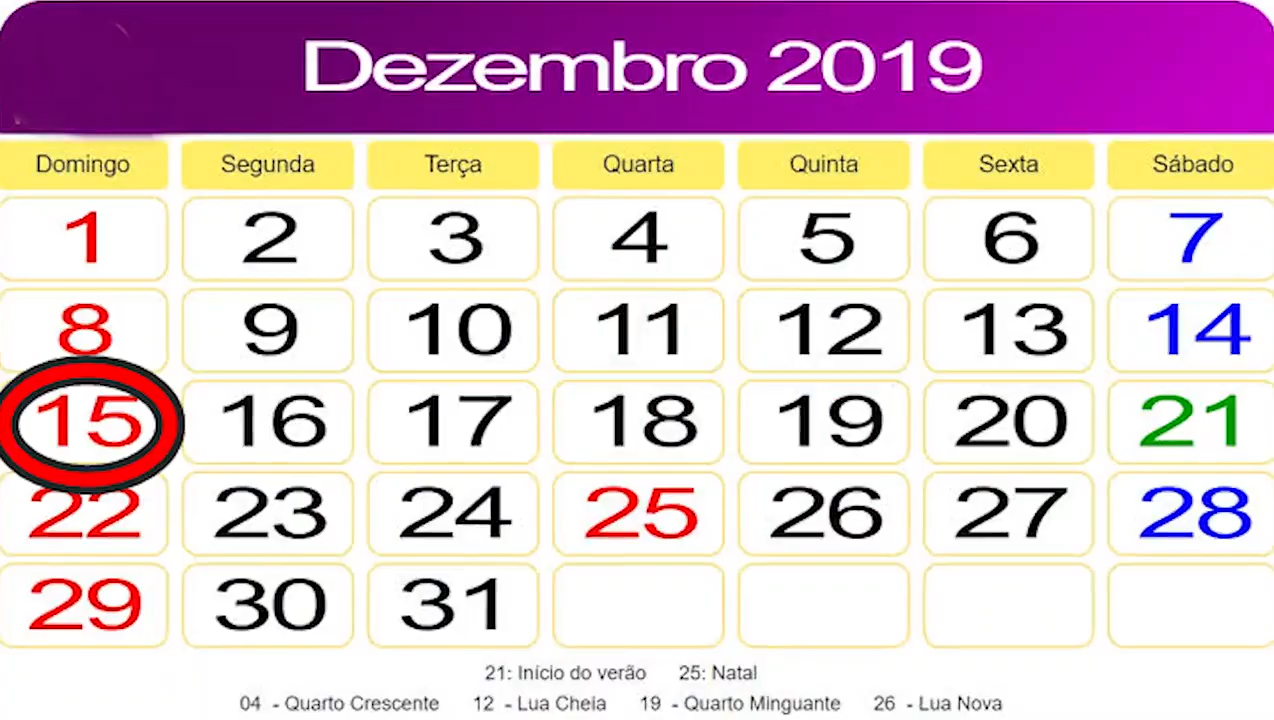 Dezembro 2019
Domingo Segunda Terça Quarta Quinta Sexta Sábado
1 2 3 4 5 6 7
8 9 10 11 12 13 14
15 16 17 18 19 20 21
22 23 24 25 26 27 28
29 30 31
21: Início do verão 25: Natal
04 - Quarto Crescente 12 - Lua Cheia 19 - Quarto Minguante 26 - Lua Nova